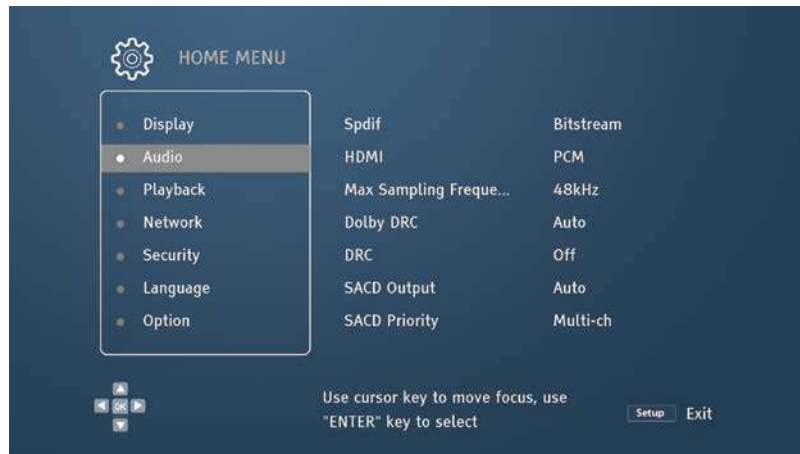 HOME MENU
Display
Audio
Playback
Network
Security
Language
Option
Spdif Bitstream
HDMI PCM
Max Sampling Freque... 48kHz
Dolby DRC Auto
DRC Off
SACD Output Auto
SACD Priority Multi-ch
OK
Use cursor key to move focus, use
"ENTER" key to select
Setup Exit